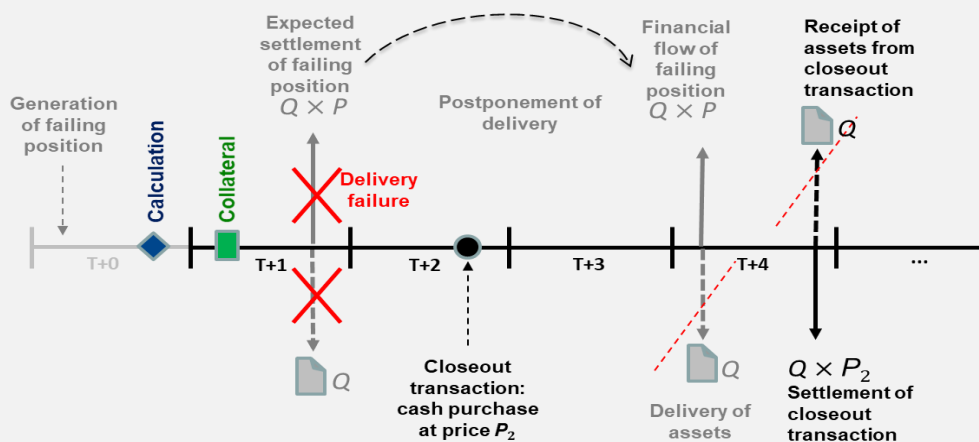 Expected
settlement of
failing
position
Q × P
Financial
flow of
failing
position
Q × P
Receipt of
assets from
closeout
transaction
Q
Generation
of failing
position
Calculation
Collateral
Postponement of
delivery
Delivery
failure
T+0
T+1
T+2
T+3
T+4
...
Q
Closeout
transaction:
cash purchase
at price P₂
Q
Delivery of
assets
Q × P₂
Settlement of
closeout
transaction